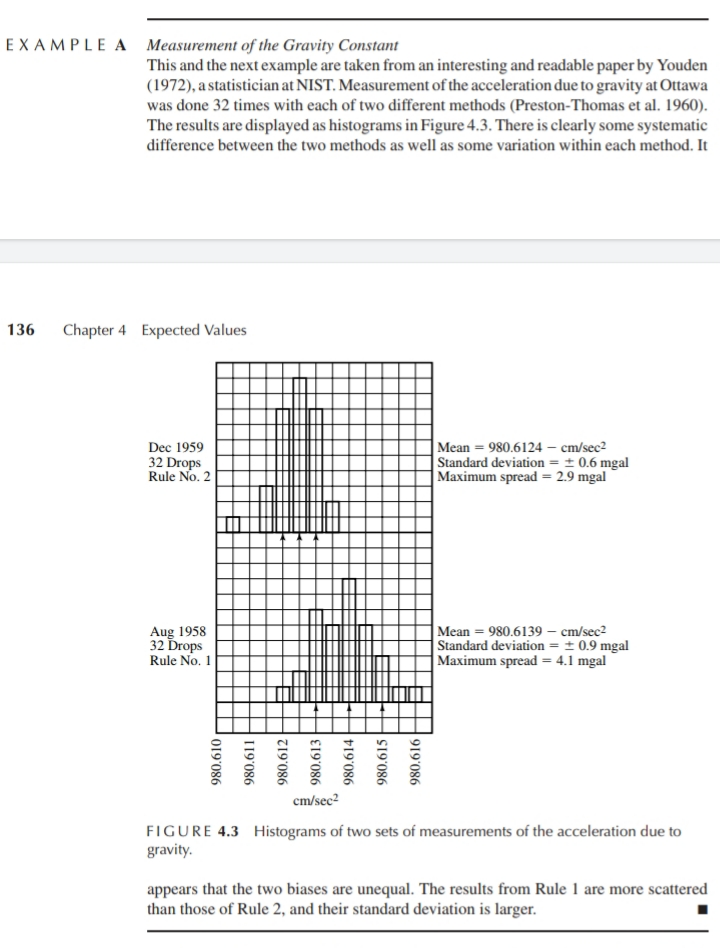 EXAMPLE A Measurement of the Gravity Constant
This and the next example are taken from an interesting and readable paper by Youden
(1972), a statistician at NIST. Measurement of the acceleration due to gravity at Ottawa
was done 32 times with each of two different methods (Preston-Thomas et al. 1960).
The results are displayed as histograms in Figure 4.3. There is clearly some systematic
difference between the two methods as well as some variation within each method. It
136 Chapter 4 Expected Values
Dec 1959
32 Drops
Rule No. 2
Mean = 980.6124 − cm/sec²
Standard deviation = ± 0.6 mgal
Maximum spread = 2.9 mgal
Aug 1958
32 Drops
Rule No. 1
Mean = 980.6139 − cm/sec²
Standard deviation = ± 0.9 mgal
Maximum spread = 4.1 mgal
980.610
980.611
980.612
980.613
980.614
980.615
980.616
cm/sec²
FIGURE 4.3 Histograms of two sets of measurements of the acceleration due to
gravity.
appears that the two biases are unequal. The results from Rule 1 are more scattered
than those of Rule 2, and their standard deviation is larger.